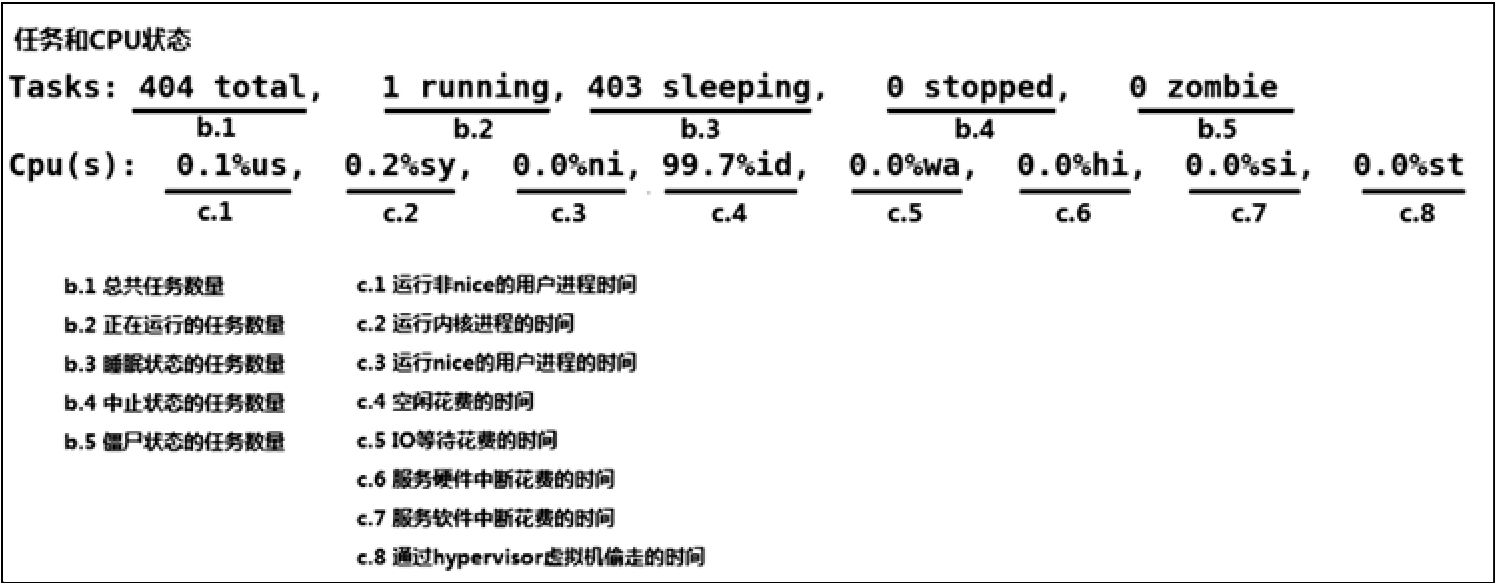 任务和CPU状态
Tasks: 404 total, 1 running, 403 sleeping, 0 stopped, 0 zombie
b.1 b.2 b.3 b.4 b.5
Cpu(s): 0.1%us, 0.2%sy, 0.0%ni, 99.7%id, 0.0%wa, 0.0%hi, 0.0%si, 0.0%st
c.1 c.2 c.3 c.4 c.5 c.6 c.7 c.8
b.1 总共任务数量
b.2 正在运行的任务数量
b.3 睡眠状态的任务数量
b.4 中止状态的任务数量
b.5 僵尸状态的任务数量
c.1 运行非nice的用户进程时间
c.2 运行内核进程的时间
c.3 运行nice的用户进程的时间
c.4 空闲花费的时间
c.5 IO等待花费的时间
c.6 服务硬件中断花费的时间
c.7 服务软件中断花费的时间
c.8 通过hypervisor虚拟机偷走的时间